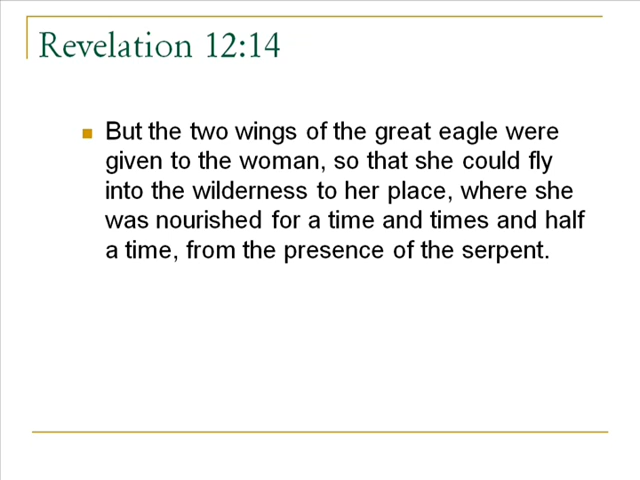 Revelation 12:14
But the two wings of the great eagle were
given to the woman, so that she could fly
into the wilderness to her place, where she
was nourished for a time and times and half
a time, from the presence of the serpent.